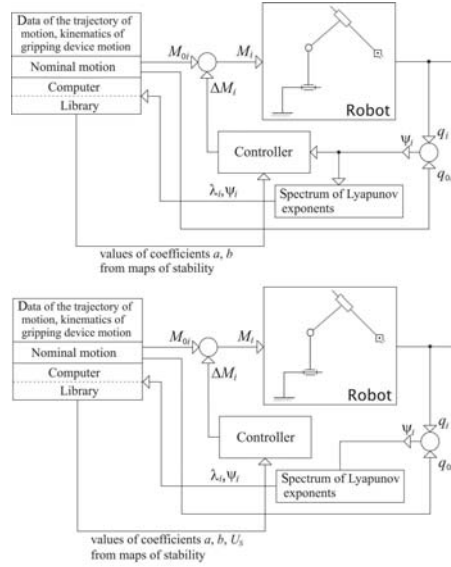 Data of the trajectory of
motion, kinematics of
gripping device motion
Nominal motion
Computer
Library
M0i
Mi
ΔMi
Robot
Controller
Ψi
qi
q0i
λi,Ψi
Spectrum of Lyapunov
exponents
values of coefficients a, b
from maps of stability
Data of the trajectory of
motion, kinematics of
gripping device motion
Nominal motion
Computer
Library
M0i
Mi
ΔMi
Robot
Controller
Ψi
qi
λi,Ψi
Spectrum of Lyapunov
exponents
values of coefficients a, b, US
from maps of stability